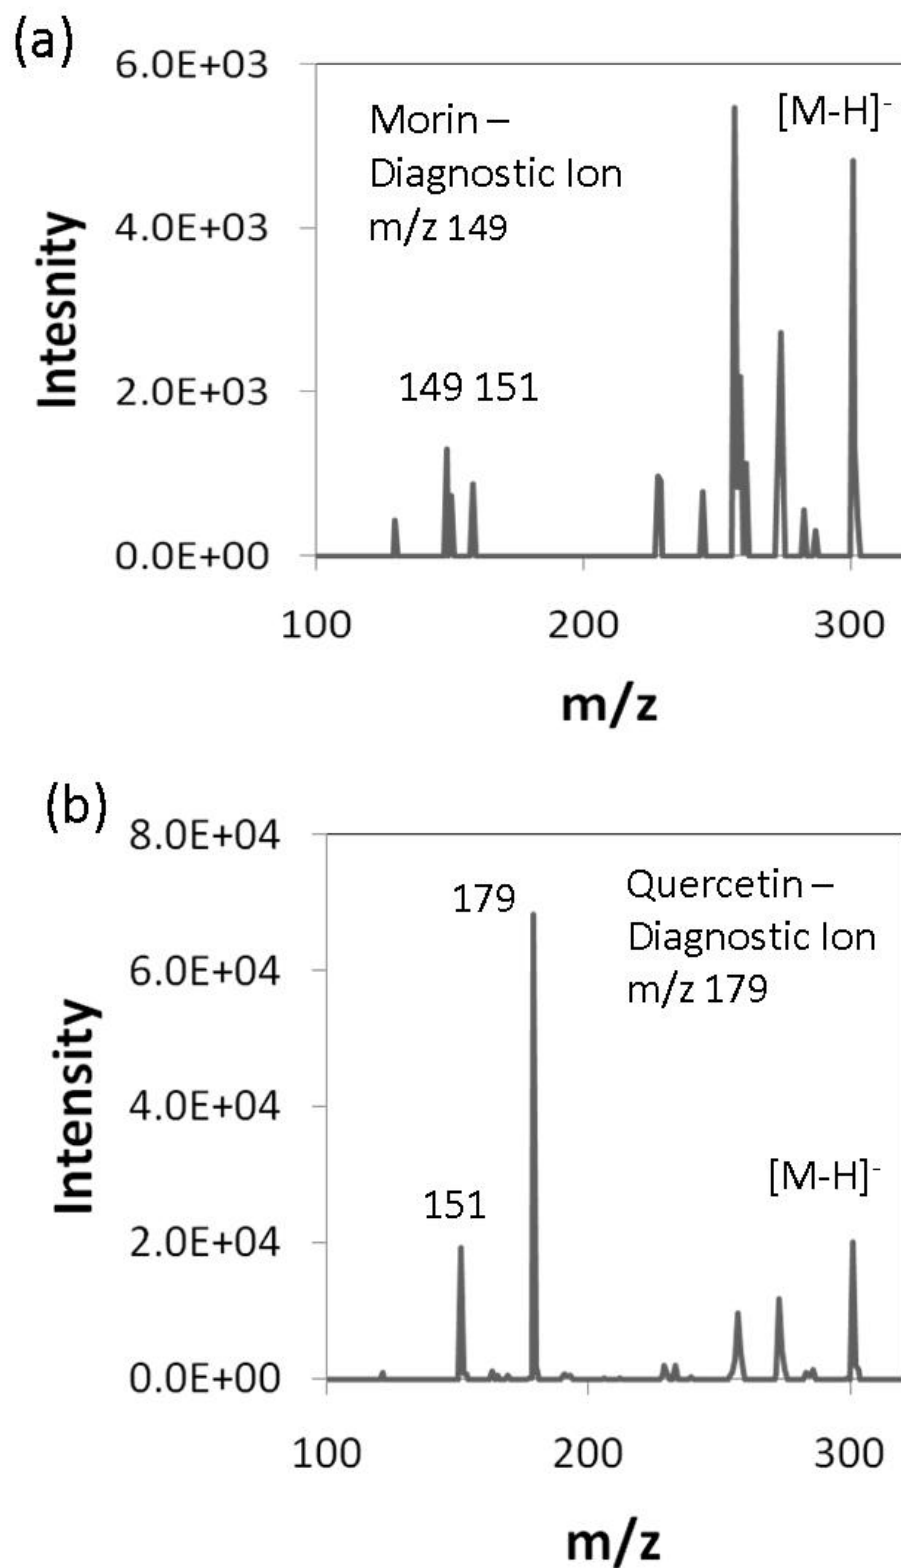 (a)
6.0E+03
4.0E+03
2.0E+03
0.0E+00
Intesnity
Morin –
Diagnostic Ion
m/z 149
[M-H]-
149 151
100 200 300
m/z
(b)
8.0E+04
6.0E+04
4.0E+04
2.0E+04
0.0E+00
Intensity
179
Quercetin –
Diagnostic Ion
m/z 179
151
[M-H]-
100 200 300
m/z